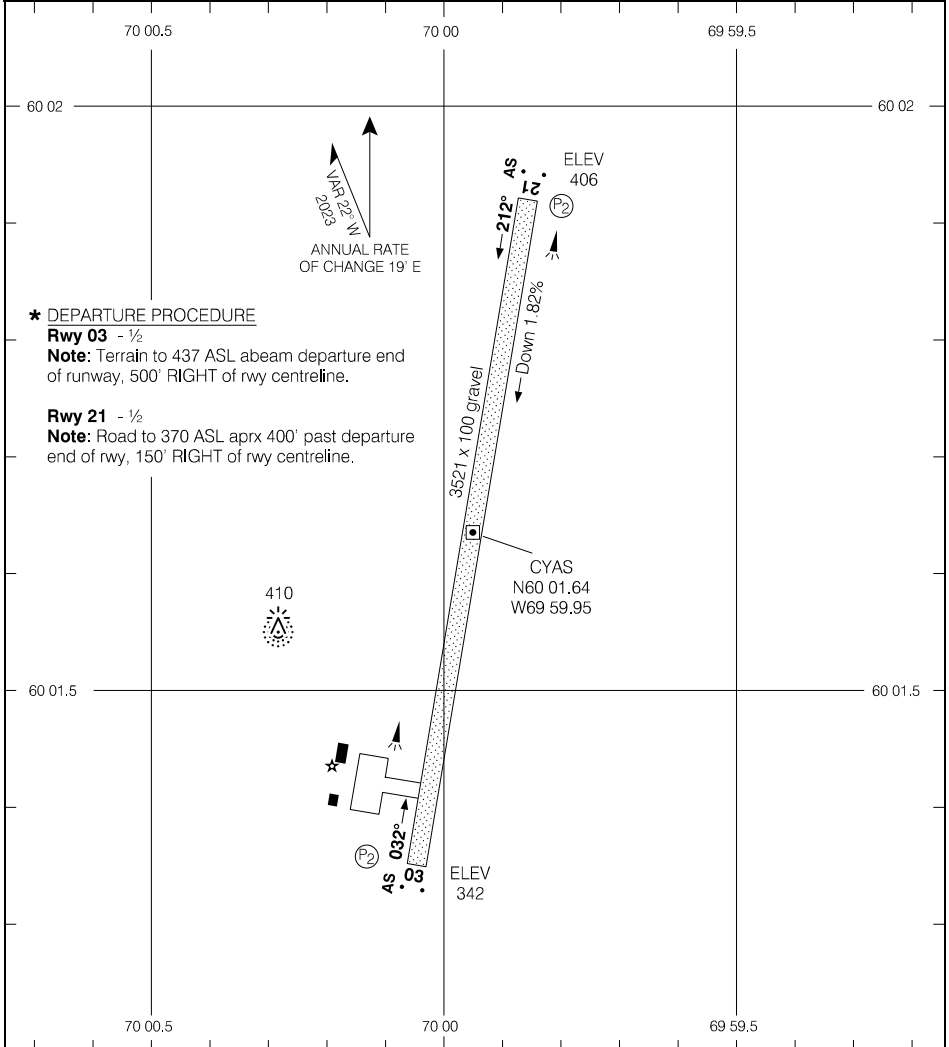 70 00.5
70 00
69 59.5
60 02
60 02
AS
ELEV
406
21
P2
212°
VAR 22° W
2023
ANNUAL RATE
OF CHANGE 19' E
Down 1.82%
* DEPARTURE PROCEDURE
Rwy 03 - ½
Note: Terrain to 437 ASL abeam departure end
of runway, 500' RIGHT of rwy centreline.
Rwy 21 - ½
Note: Road to 370 ASL aprx 400' past departure
end of rwy, 150' RIGHT of rwy centreline.
3521 x 100 gravel
CYAS
N60 01.64
W69 59.95
410
60 01.5
60 01.5
032°
P2
AS
03
ELEV
342
70 00.5
70 00
69 59.5